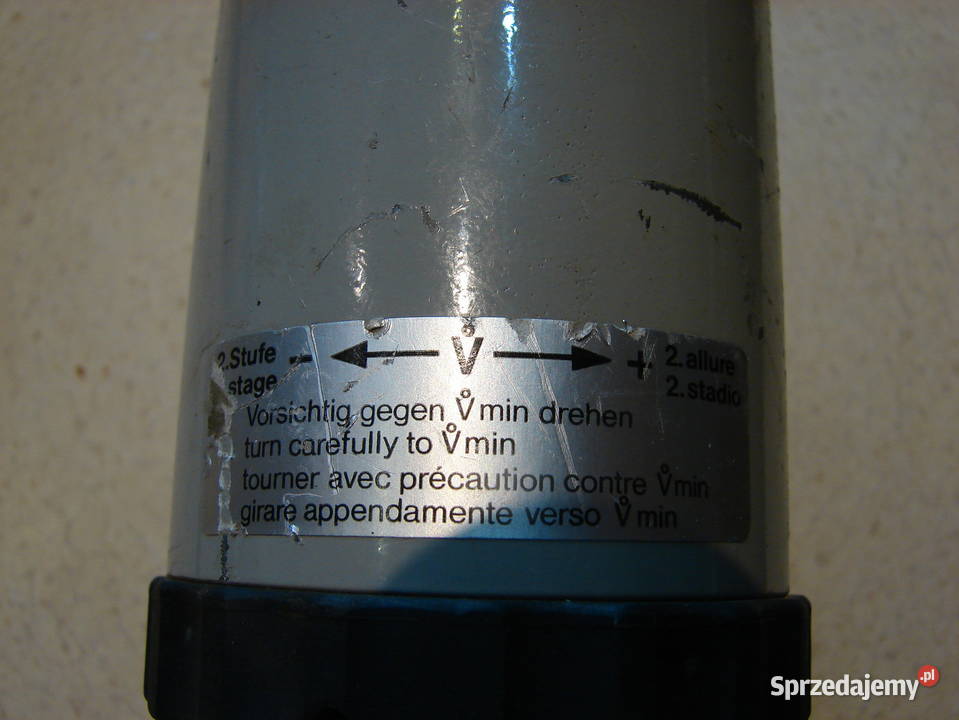 2.Stufe - ← V̊ → + 2.allure
stage 2.stadio
Vorsichtig gegen V̊min drehen
turn carefully to V̊min
tourner avec précaution contre V̊min
girare appendamente verso V̊min
Sprzedajemy.pl